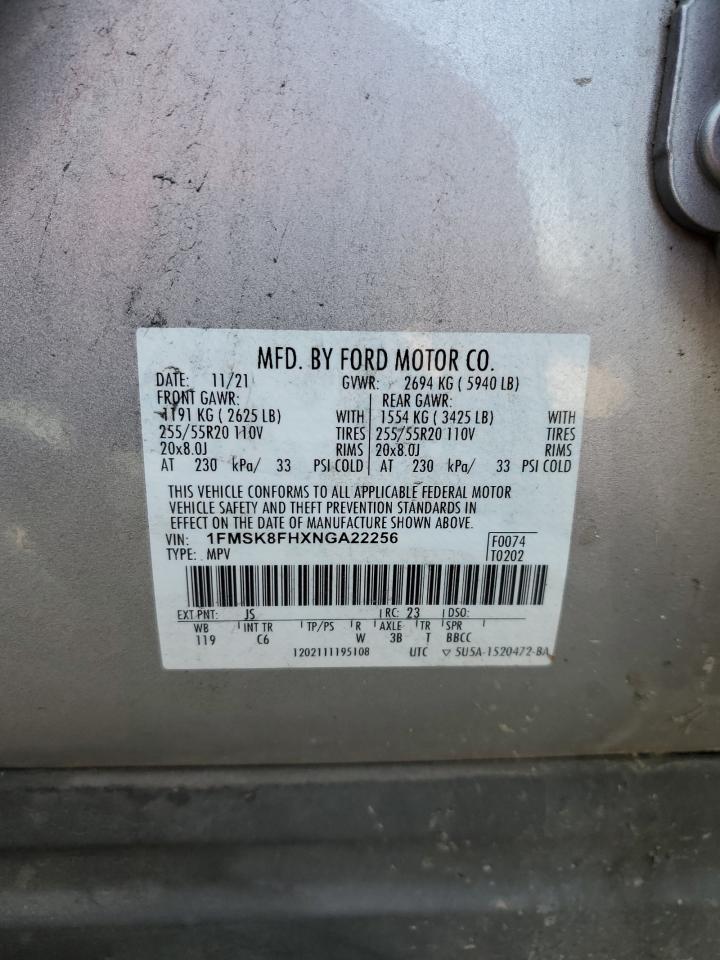 MFD. BY FORD MOTOR CO.
DATE: 11/21 GVWR: 2694 KG ( 5940 LB)
FRONT GAWR: REAR GAWR:
1191 KG ( 2625 LB) WITH 1554 KG ( 3425 LB) WITH
255/55R20 110V TIRES 255/55R20 110V TIRES
20x8.0J RIMS 20x8.0J RIMS
AT 230 kPa/ 33 PSI COLD AT 230 kPa/ 33 PSI COLD
THIS VEHICLE CONFORMS TO ALL APPLICABLE FEDERAL MOTOR
VEHICLE SAFETY AND THEFT PREVENTION STANDARDS IN
EFFECT ON THE DATE OF MANUFACTURE SHOWN ABOVE.
VIN: 1FMSK8FHXNGA22256 F0074
TYPE: MPV T0202
EXT PNT: JS RC: 23 DSO:
WB INT TR TP/PS R AXLE TR SPR
119 C6 W 3B T BBCC
1202111195108 UTC ▽ 5U5A-1520472-BA